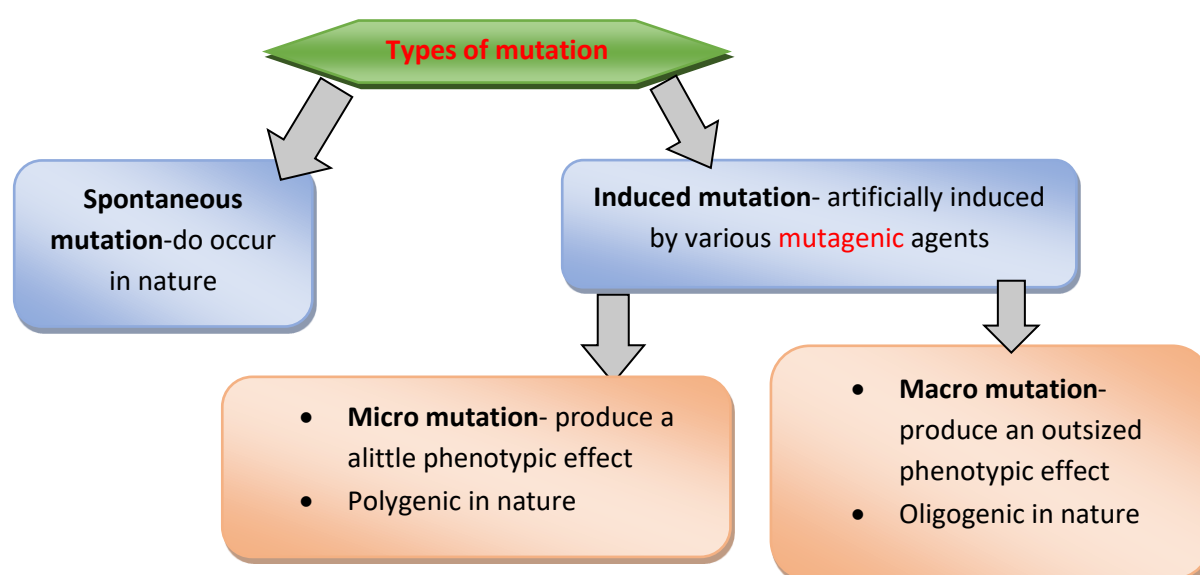 Types of mutation
Spontaneous
mutation-do occur
in nature
Induced mutation- artificially induced
by various mutagenic agents
• Micro mutation- produce a
alittle phenotypic effect
• Polygenic in nature
• Macro mutation-
produce an outsized
phenotypic effect
• Oligogenic in nature